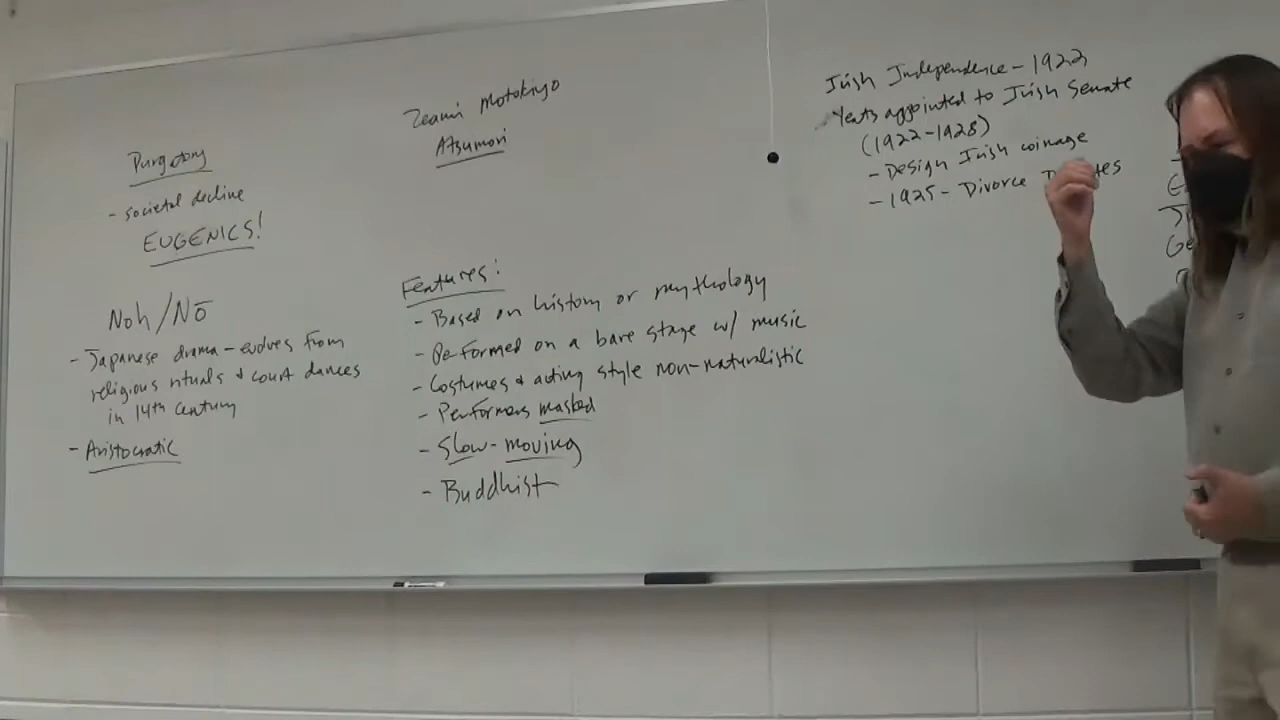 Purgatory
- societal decline
EUGENICS!
Noh/Nō
- Japanese drama - evolves from
religious rituals & court dances
in 14th century
- Aristocratic
Zeami Motokiyo
Atsumori
Features:
- Based on history or mythology
- Performed on a bare stage w/ music
- Costumes & acting style non-naturalistic
- Performers masked
- Slow-moving
- Buddhist
Irish Independence - 1922
Yeats appointed to Irish Senate
(1922-1928)
- Design Irish coinage
- 1925 - Divorce